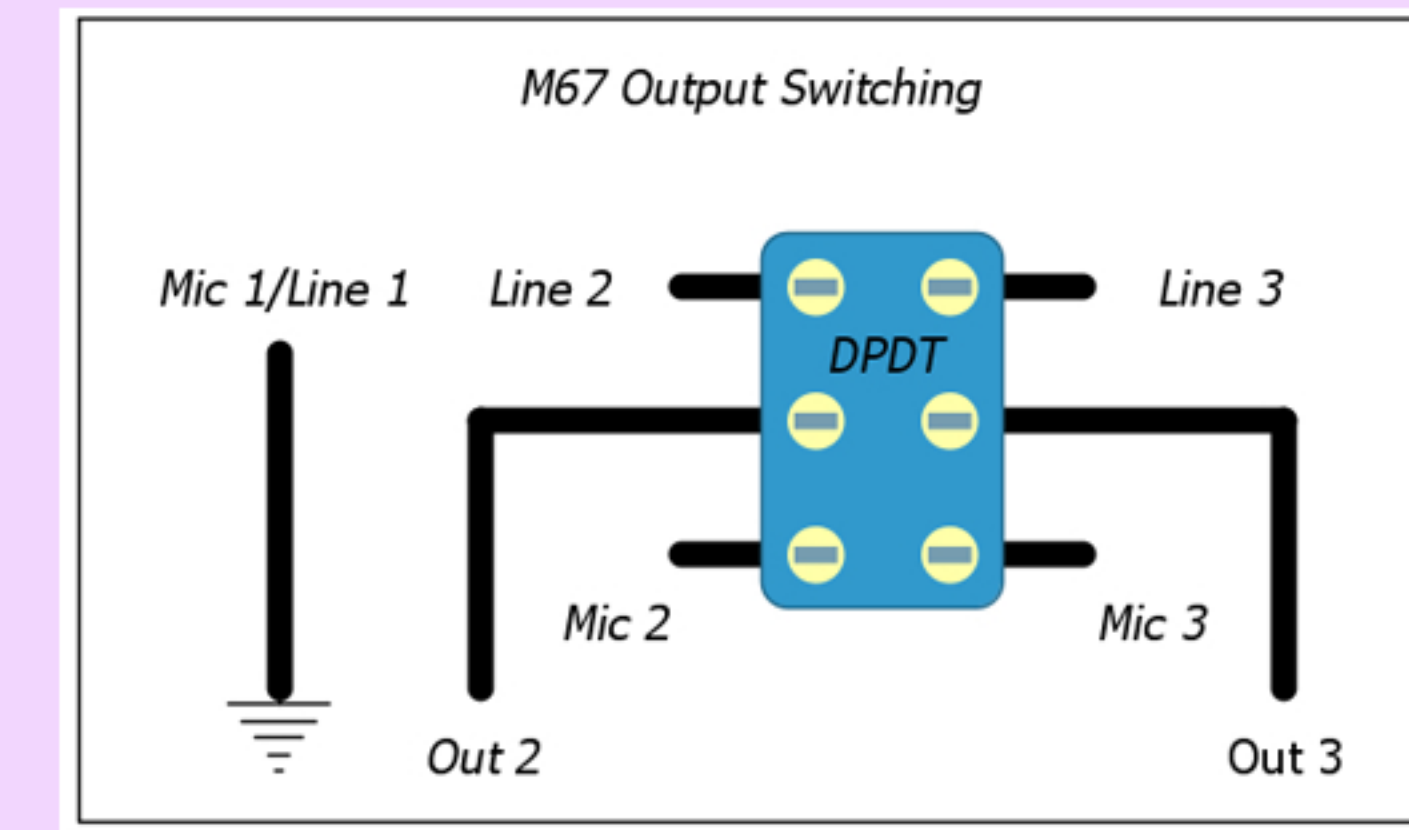 M67 Output Switching
Mic 1/Line 1
Line 2
Line 3
DPDT
Mic 2
Mic 3
Out 2
Out 3